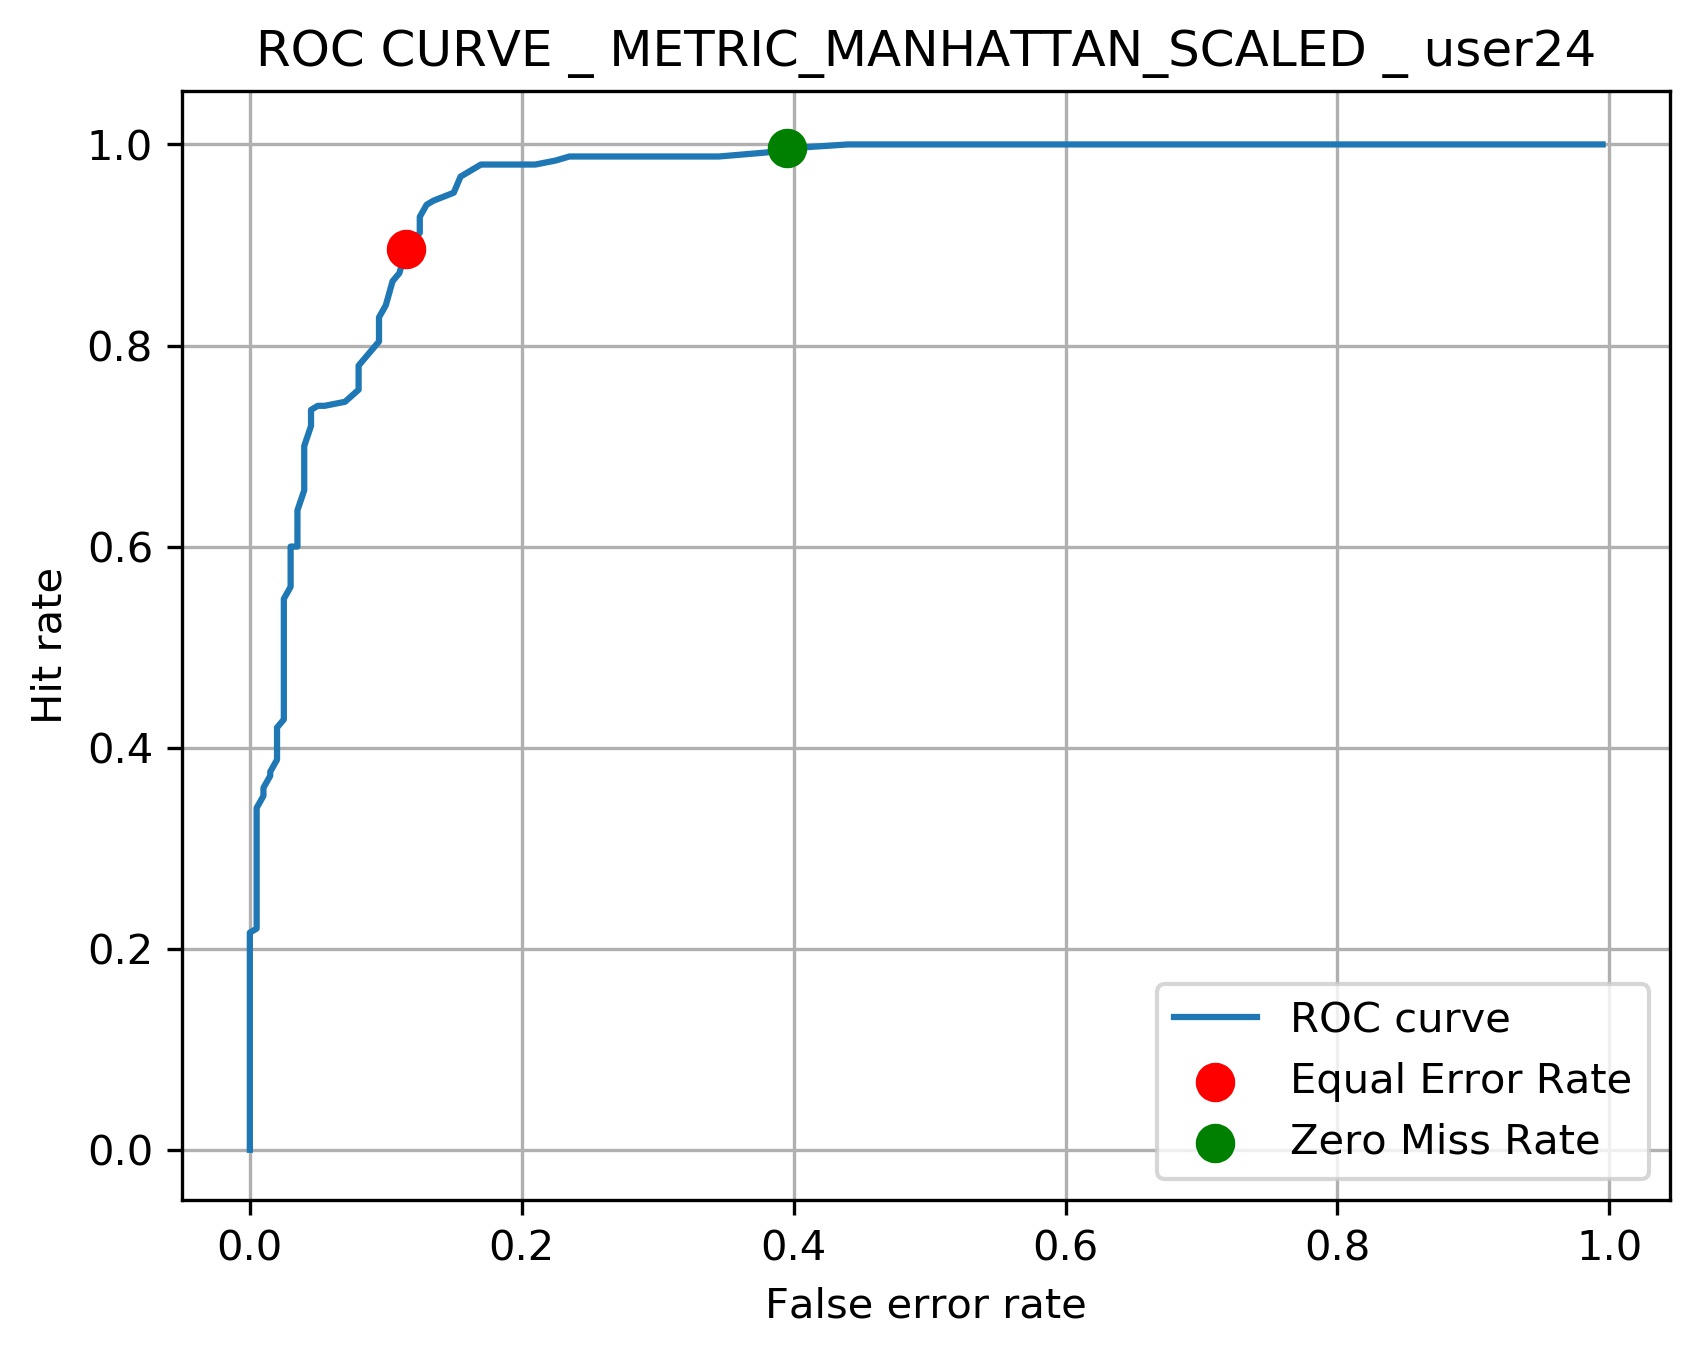 ROC CURVE _ METRIC_MANHATTAN_SCALED _ user24
1.0
0.8
0.6
0.4
0.2
0.0
Hit rate
ROC curve
Equal Error Rate
Zero Miss Rate
0.0 0.2 0.4 0.6 0.8 1.0
False error rate